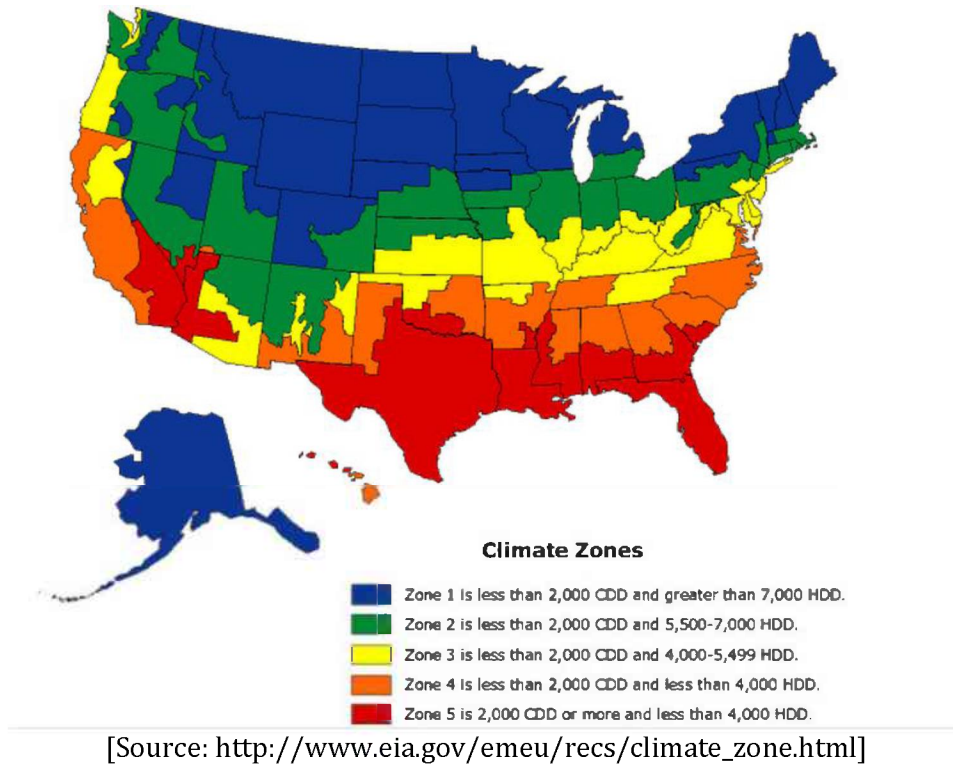 Climate Zones
Zone 1 is less than 2,000 CDD and greater than 7,000 HDD.
Zone 2 is less than 2,000 CDD and 5,500-7,000 HDD.
Zone 3 is less than 2,000 CDD and 4,000-5,499 HDD.
Zone 4 is less than 2,000 CDD and less than 4,000 HDD.
Zone 5 is 2,000 CDD or more and less than 4,000 HDD.
[Source: http://www.eia.gov/emeu/recs/climate_zone.html]